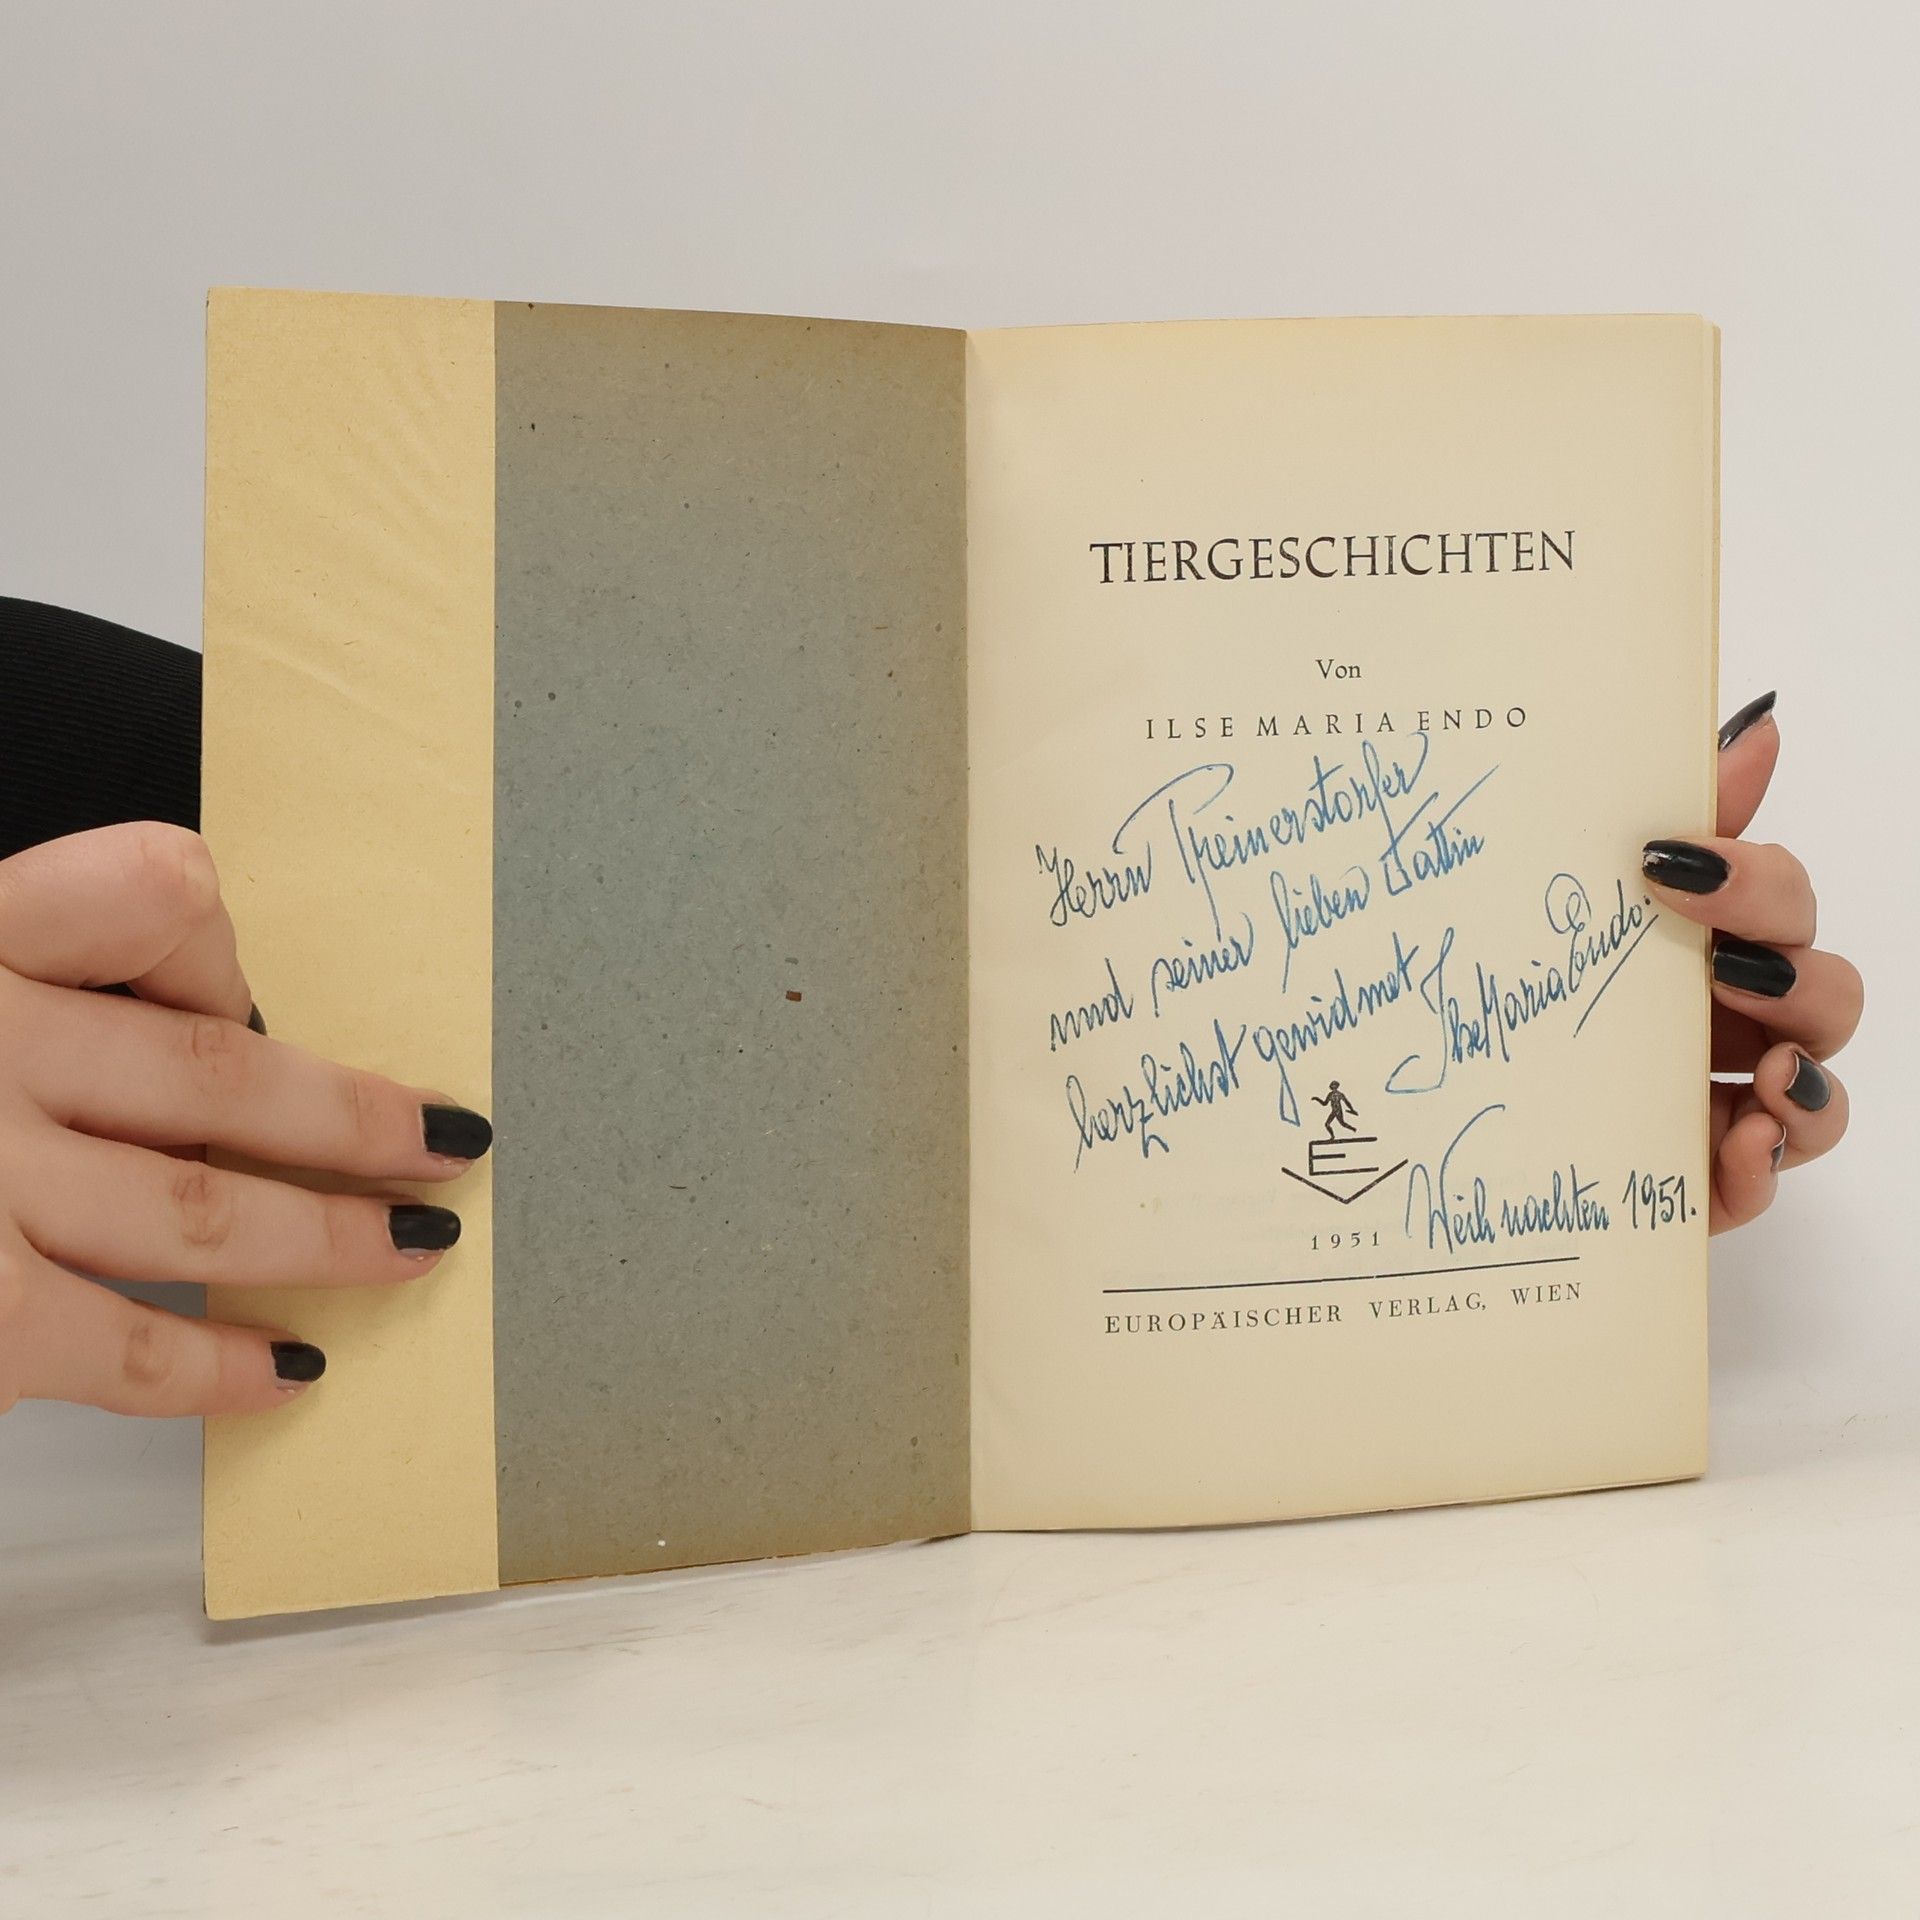 TIERGESCHICHTEN
Von
ILSE MARIA ENDO
Herrn
und seiner lieben Gattin
herzlichst gewidmet
Ilse Maria Endo.
E
Weihnachten 1951.
1951
EUROPÄISCHER VERLAG, WIEN